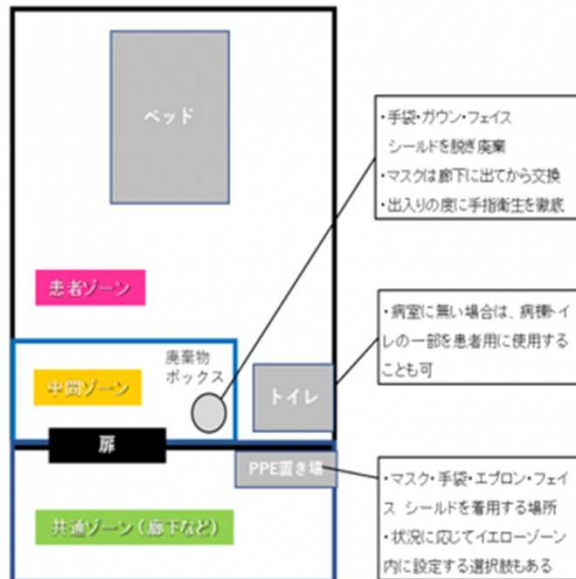 ベッド
・手袋・ガウン・フェイス
シールドを脱ぎ廃棄
・マスクは廊下に出てから交換
・出入りの度に手指衛生を徹底
患者ゾーン
・病室に無い場合は、病棟トイ
レの一部を患者用に使用する
ことも可
廃棄物
ボックス
中間ゾーン
トイレ
扉
PPE置き場
・マスク・手袋・エプロン・フェイ
ス シールドを着用する場所
・状況に応じてイエローゾーン
内に設定する選択肢もある
共通ゾーン(廊下など)